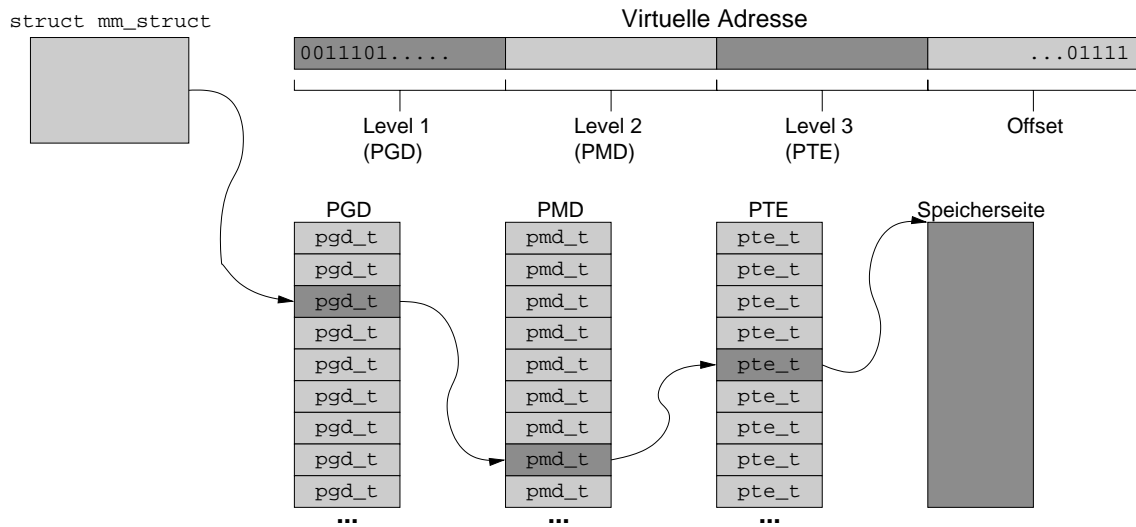 struct mm_struct
Virtuelle Adresse
0011101..... ...01111
Level 1 Level 2 Level 3 Offset
(PGD) (PMD) (PTE)
PGD PMD PTE Speicherseite
pgd_t pmd_t pte_t
pgd_t pmd_t pte_t
pgd_t pmd_t pte_t
pgd_t pmd_t pte_t
pgd_t pmd_t pte_t
pgd_t pmd_t pte_t
pgd_t pmd_t pte_t
pgd_t pmd_t pte_t
pgd_t pmd_t pte_t
... ... ...